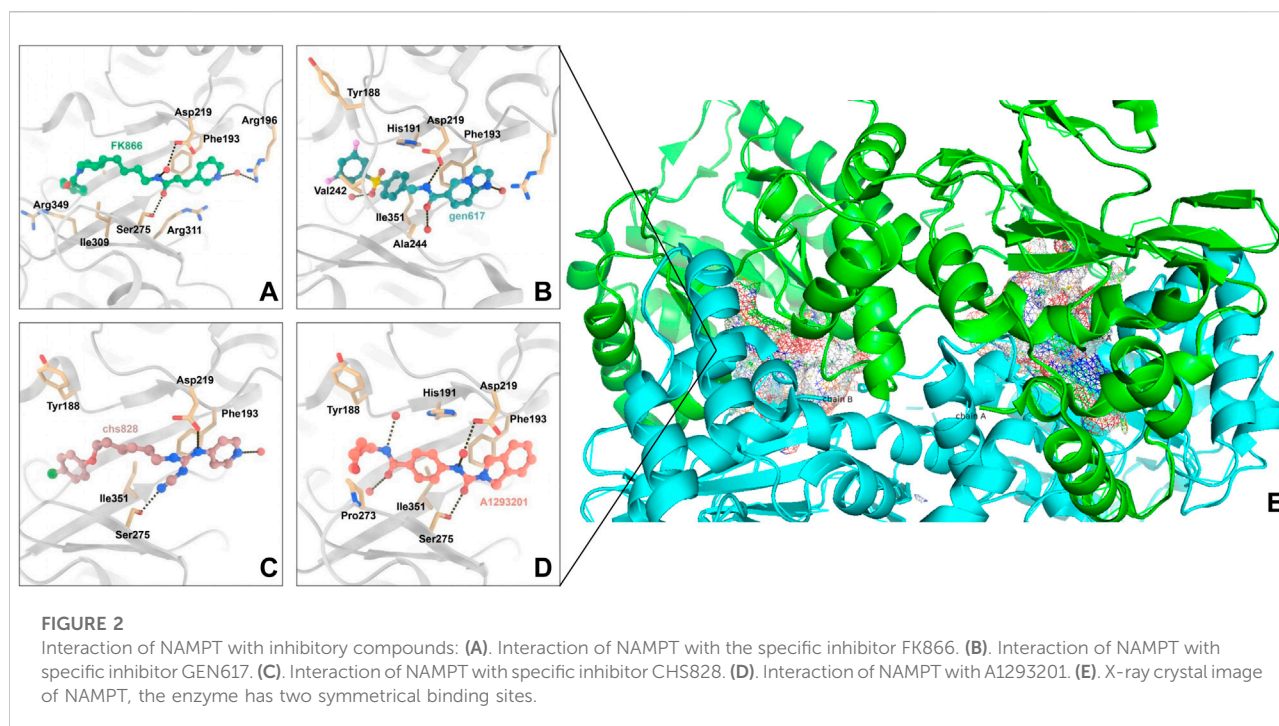 Asp219
Arg196
Phe193
FK866
Arg349
Ser275
Arg311
Ile309
A
Tyr188
Asp219
His191
Phe193
Val242
Ile351
gen617
Ala244
B
Asp219
Tyr188
Phe193
chs828
Ile351
Ser275
C
Asp219
Tyr188
His191
Phe193
A1293201
Pro273
Ile351
Ser275
D
chain B
chain A
E
FIGURE 2
Interaction of NAMPT with inhibitory compounds: (A). Interaction of NAMPT with the specific inhibitor FK866. (B). Interaction of NAMPT with
specific inhibitor GEN617. (C). Interaction of NAMPT with specific inhibitor CHS828. (D). Interaction of NAMPT with A1293201. (E). X-ray crystal image
of NAMPT, the enzyme has two symmetrical binding sites.